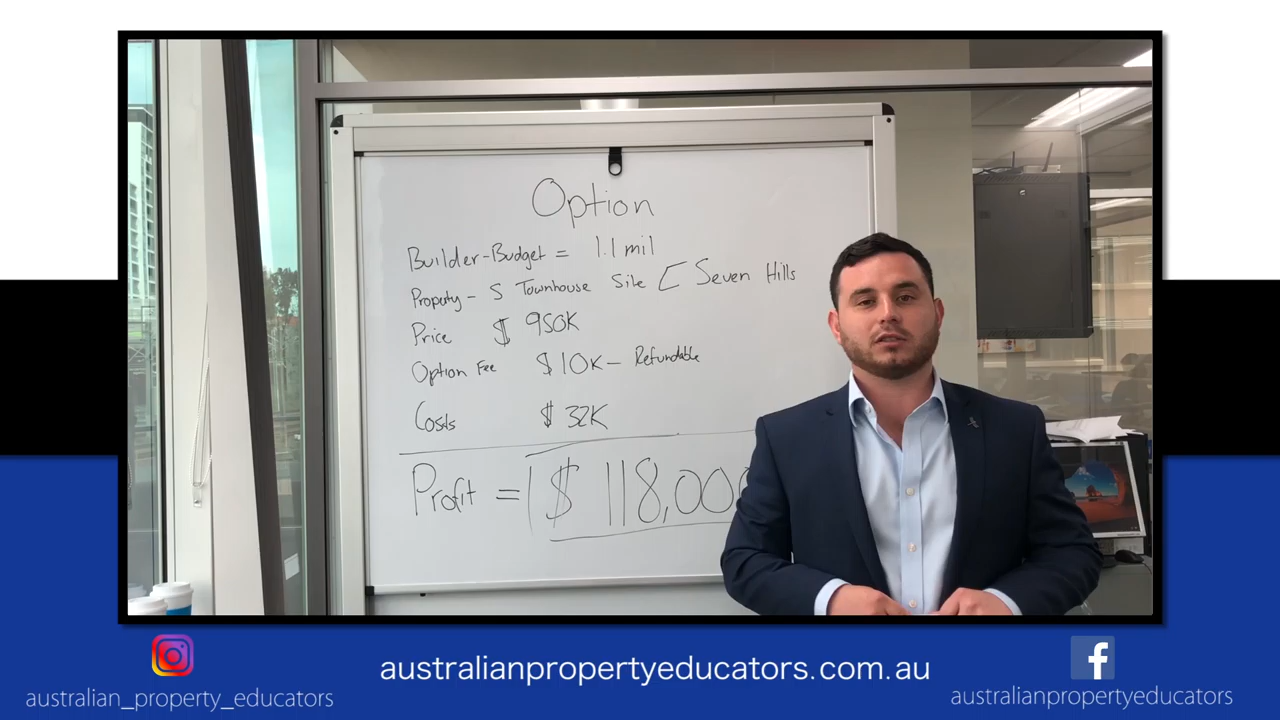 Option
Builder-Budget = 1.1 mil
Property - 5 Townhouse Site [ Seven Hills
Price $ 950K
Option Fee $10K - Refundable
Costs $ 32K
Profit = $ 118,000
australianpropertyeducators.com.au
australian_property_educators
australianpropertyeducators